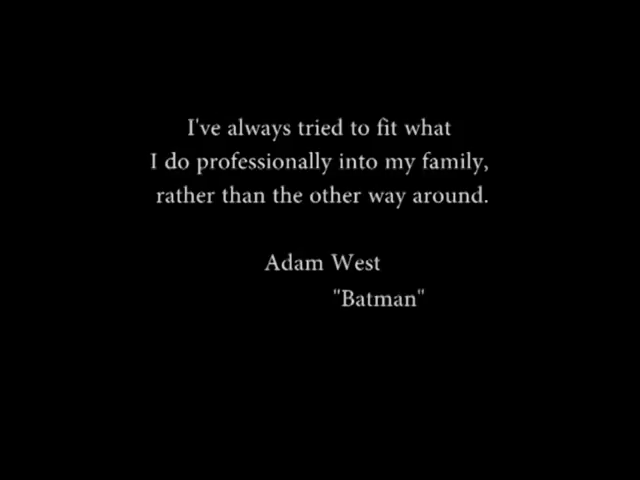 I've always tried to fit what
I do professionally into my family,
rather than the other way around.
Adam West
"Batman"